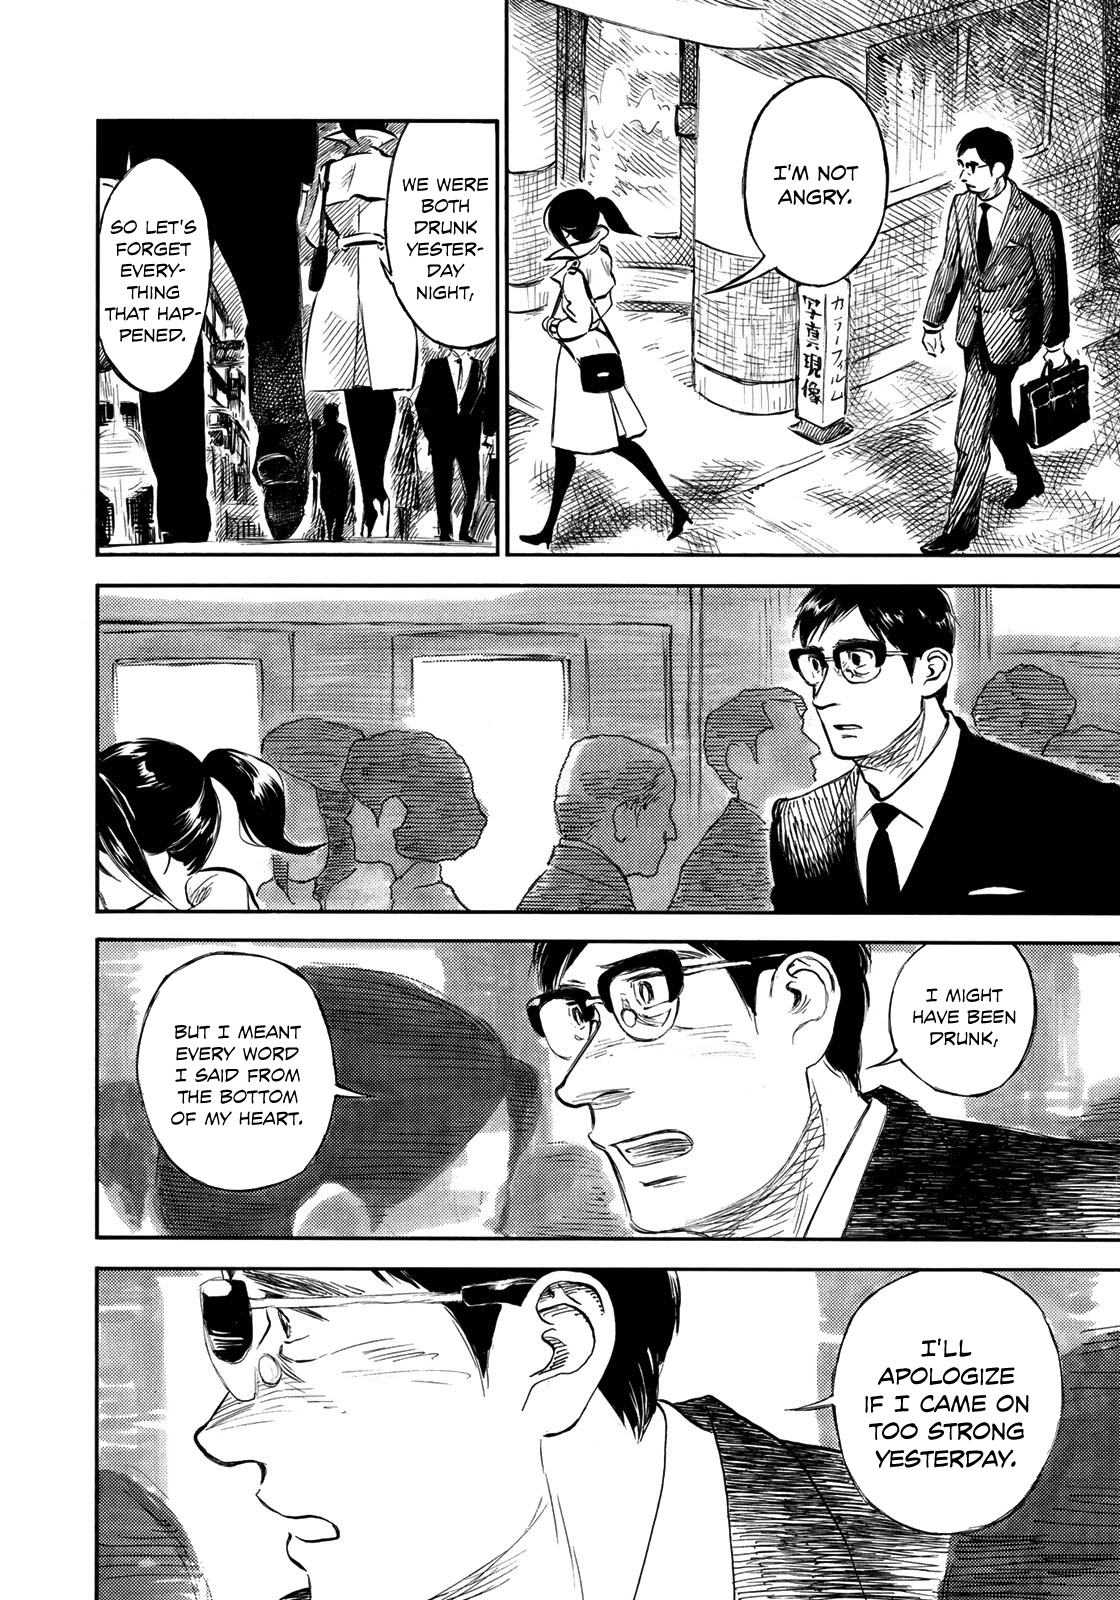 I'M NOT
ANGRY.
カラーフィルム
写真現像
WE WERE
BOTH
DRUNK
YESTER-
DAY
NIGHT,
SO LET'S
FORGET
EVERY-
THING
THAT HAP-
PENED.
I MIGHT
HAVE BEEN
DRUNK,
BUT I MEANT
EVERY WORD
I SAID FROM
THE BOTTOM
OF MY HEART.
I'LL
APOLOGIZE
IF I CAME ON
TOO STRONG
YESTERDAY.